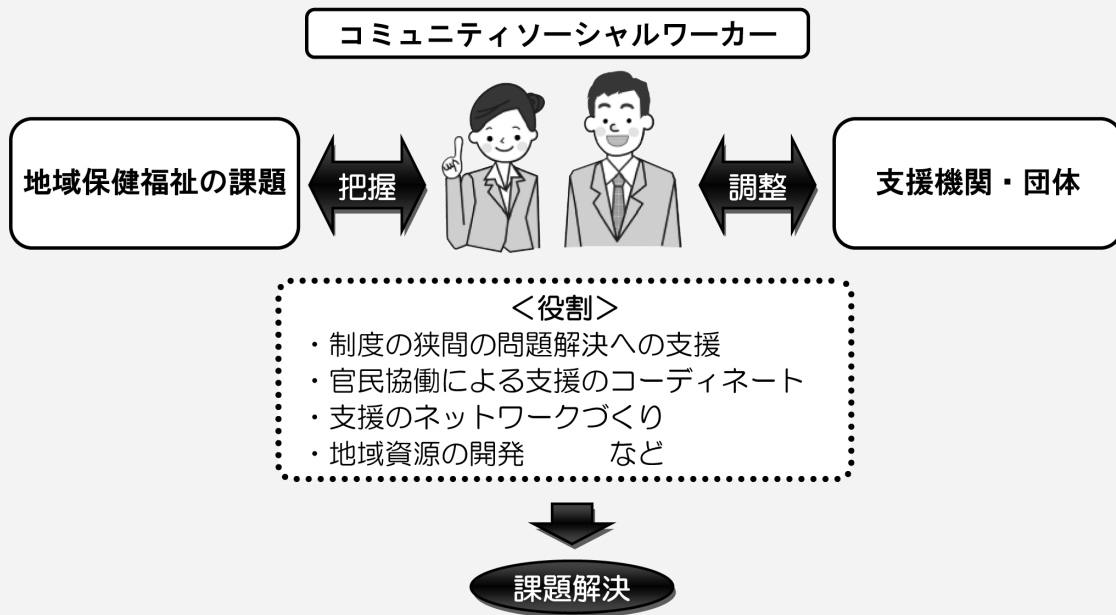 コミュニティソーシャルワーカー
地域保健福祉の課題
把握
調整
支援機関・団体
＜役割＞
・制度の狭間の問題解決への支援
・官民協働による支援のコーディネート
・支援のネットワークづくり
・地域資源の開発　　　など
課題解決